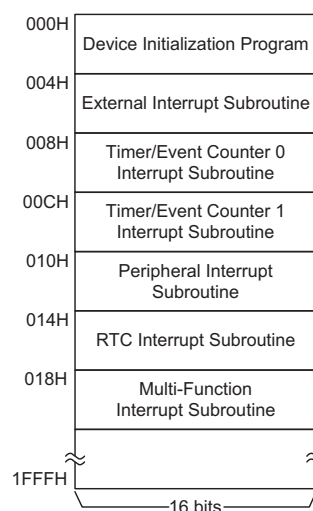 000H
Device Initialization Program
004H
External Interrupt Subroutine
008H
Timer/Event Counter 0
Interrupt Subroutine
00CH
Timer/Event Counter 1
Interrupt Subroutine
010H
Peripheral Interrupt
Subroutine
014H
RTC Interrupt Subroutine
018H
Multi-Function
Interrupt Subroutine
1FFFH
16 bits